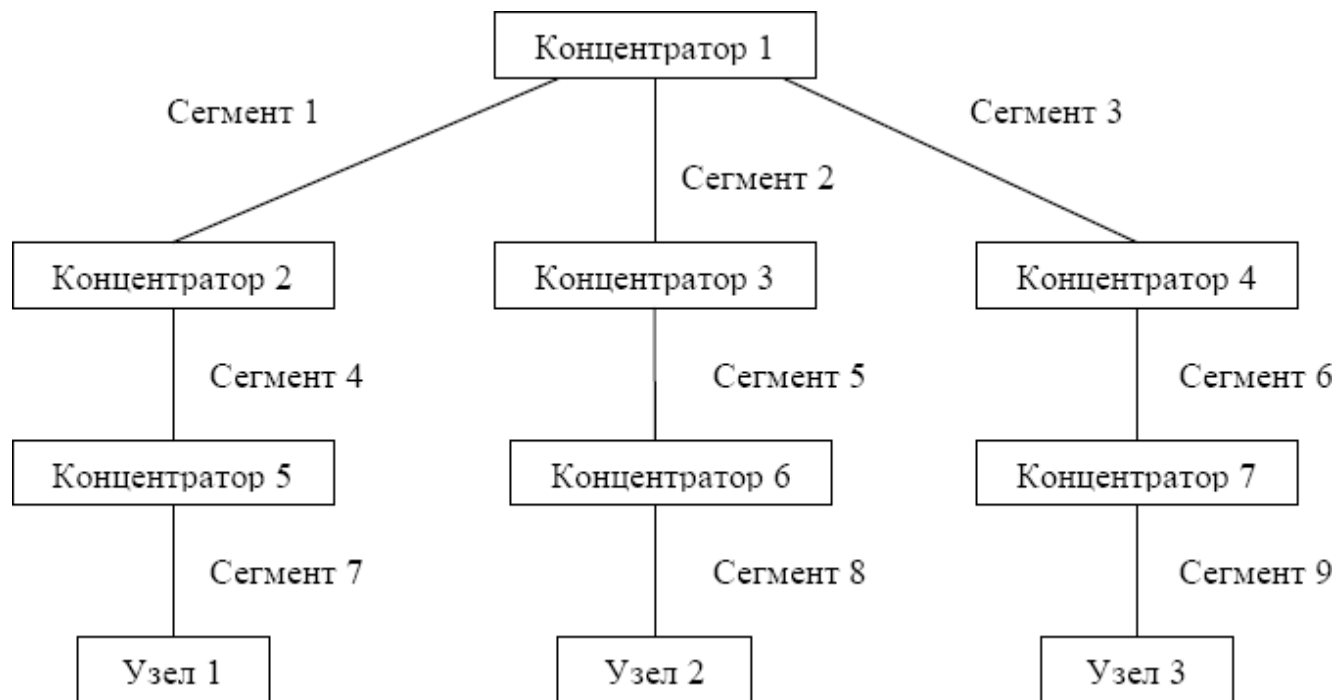 Концентратор 1
Сегмент 1
Сегмент 3
Сегмент 2
Концентратор 2
Концентратор 3
Концентратор 4
Сегмент 4
Сегмент 5
Сегмент 6
Концентратор 5
Концентратор 6
Концентратор 7
Сегмент 7
Сегмент 8
Сегмент 9
Узел 1
Узел 2
Узел 3